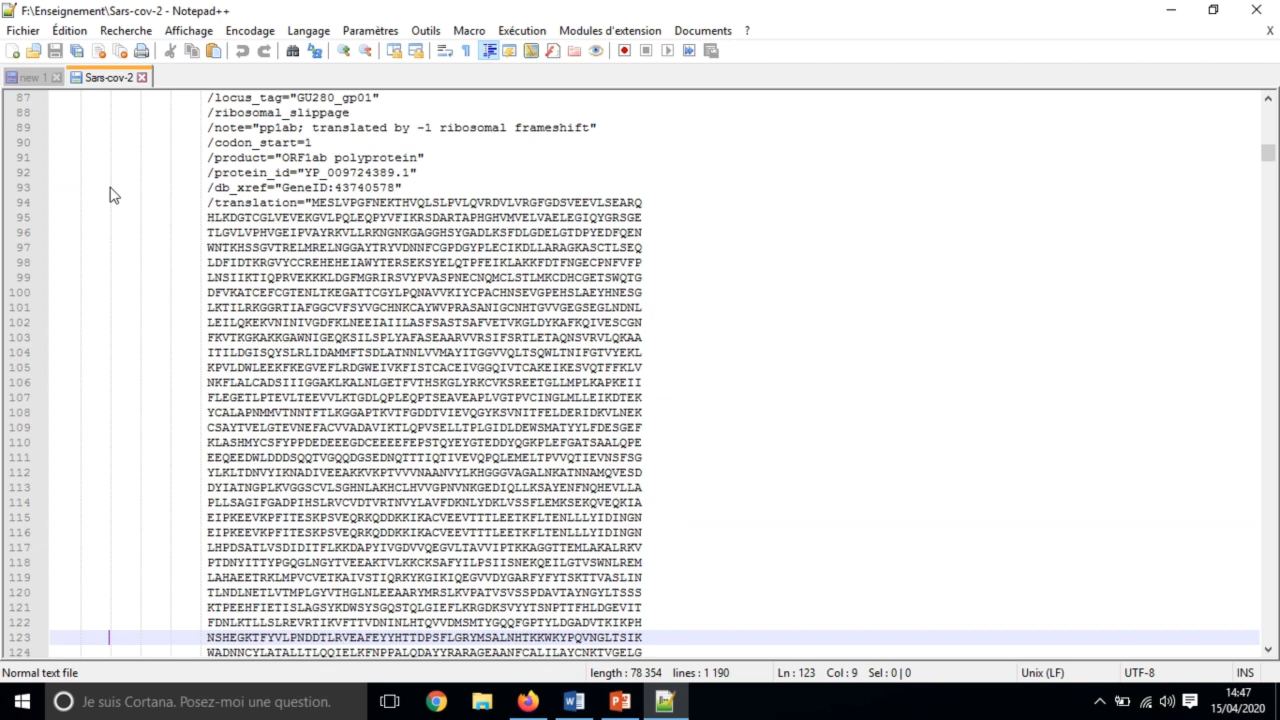 F:\Enseignement\Sars-cov-2 - Notepad++
Fichier Édition Recherche Affichage Encodage Langage Paramètres Outils Macro Exécution Modules d'extension Documents ? X
new 1 Sars-cov-2
87 /locus_tag="GU280_gp01"
88 /ribosomal_slippage
89 /note="pp1ab; translated by -1 ribosomal frameshift"
90 /codon_start=1
91 /product="ORF1ab polyprotein"
92 /protein_id="YP_009724389.1"
93 /db_xref="GeneID:43740578"
94 /translation="MESLVPGFNEKTHVQLSLPVLQVRDVLVRGFGDSVEEVLSEARQ
95 HLKDGTCGLVEVEKGVLPQLEQPYVFIKRSDARTAPHGHVMVELVAELEGIQYGRSGE
96 TLGVLVPHVGEIPVAYRKVLLRKNGNKGAGGHSYGADLKSFDLGDELGTDPYEDFQEN
97 WNTKHSSGVTRELMRELNGGAYTRYVDNNFCGPDGYPLECIKDLLARAGKASCTLSEQ
98 LDFIDTKRGVYCCREHEHEIAWYTERSEKSYELQTPFEIKLAKKFDTFNGECPNFVFP
99 LNSIIKTIQPRVEKKKLDGFMGRIRSVYPVASPNECNQMCLSTLMKCDHCGETSWQTG
100 DFVKATCEFCGTENLTKEGATTCGYLPQNAVVKIYCPACHNSEVGPEHSLAEYHNESG
101 LKTILRKGGRTIAFGGCVFSYVGCHNKCAYWVPRASANIGCNHTGVVGEGSEGLNDNL
102 LEILQKEKVNINIVGDFKLNEEIAIILASFSASTSAFVETVKGLDYKAFKQIVESCGN
103 FKVTKGKAKKGAWNIGEQKSILSPLYAFASEAARVVRSIFSRTLETAQNSVRVLQKAA
104 ITILDGISQYSLRLIDAMMFTSDLATNNLVVMAYITGGVVQLTSQWLTNIFGTVYEKL
105 KPVLDWLEEKFKEGVEFLRDGWEIVKFISTCACEIVGGQIVTCAKEIKESVQTFFKLV
106 NKFLALCADSIIIGGAKLKALNLGETFVTHSKGLYRKCVKSREETGLLMPLKAPKEII
107 FLEGETLPTEVLTEEVVLKTGDLQPLEQPTSEAVEAPLVGTPVCINGLMLLEIKDTEK
108 YCALAPNMMVTNNTFTLKGGAPTKVTFGDDTVIEVQGYKSVNITFELDERIDKVLNEK
109 CSAYTVELGTEVNEFACVVADAVIKTLQPVSELLTPLGIDLDEWSMATYYLFDESGEF
110 KLASHMYCSFYPPDEDEEEGDCEEEEFEPSTQYEYGTEDDYQGKPLEFGATSAALQPE
111 EEQEEDWLDDDSQQTVGQQDGSEDNQTTTIQTIVEVQPQLEMELTPVVQTIEVNSFSG
112 YLKLTDNVYIKNADIVEEAKKVKPTVVVNAANVYLKHGGGVAGALNKATNNAMQVESD
113 DYIATNGPLKVGGSCVLSGHNLAKHCLHVVGPNVNKGEDIQLLKSAYENFNQHEVLLA
114 PLLSAGIFGADPIHSLRVCVDTVRTNVYLAVFDKNLYDKLVSSFLEMKSEKQVEQKIA
115 EIPKEEVKPFITESKPSVEQRKQDDKKIKACVEEVTTTLEETKFLTENLLLYIDINGN
116 EIPKEEVKPFITESKPSVEQRKQDDKKIKACVEEVTTTLEETKFLTENLLLYIDINGN
117 LHPDSATLVSDIDITFLKKDAPYIVGDVVQEGVLTAVVIPTKKAGGTTEMLAKALRKV
118 PTDNYITTYPGQGLNGYTVEEAKTVLKKCKSAFYILPSIISNEKQEILGTVSWNLREM
119 LAHAEETRKLMPVCVETKAIVSTIQRKYKGIKIQEGVVDYGARFYFYTSKTTVASLIN
120 TLNDLNETLVTMPLGYVTHGLNLEEAARYMRSLKVPATVSVSSPDAVTAYNGYLTSSS
121 KTPEEHFIETISLAGSYKDWSYSGQSTQLGIEFLKRGDKSVYYTSNPTTFHLDGEVIT
122 FDNLKTLLSLREVRTIKVFTTVDNINLHTQVVDMSMTYGQQFGPTYLDGADVTKIKPH
123 NSHEGKTFYVLPNDDTLRVEAFEYYHTTDPSFLGRYMSALNHTKKWKYPQVNGLTSIK
124 WADNNCYLATALLTLQQIELKFNPPALQDAYYRARAGEAANFCALILAYCNKTVGELG
Normal text file length : 78 354 lines : 1 190 Ln : 123 Col : 9 Sel : 0 | 0 Unix (LF) UTF-8 INS
Je suis Cortana. Posez-moi une question. 14:47
15/04/2020